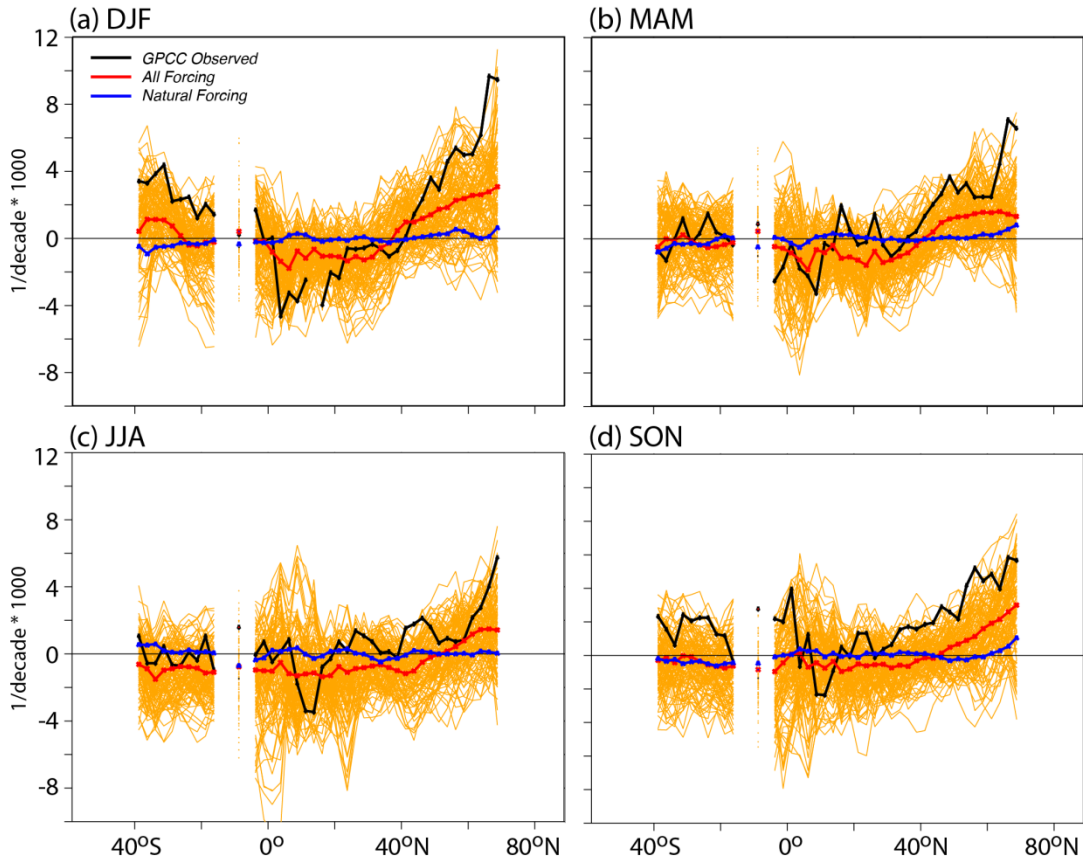 (a) DJF
(b) MAM
12
8
4
0
-4
-8
1/decade * 1000
GPCC Observed
All Forcing
Natural Forcing
(c) JJA
(d) SON
12
8
4
0
-4
-8
1/decade * 1000
40°S 0° 40°N 80°N
40°S 0° 40°N 80°N